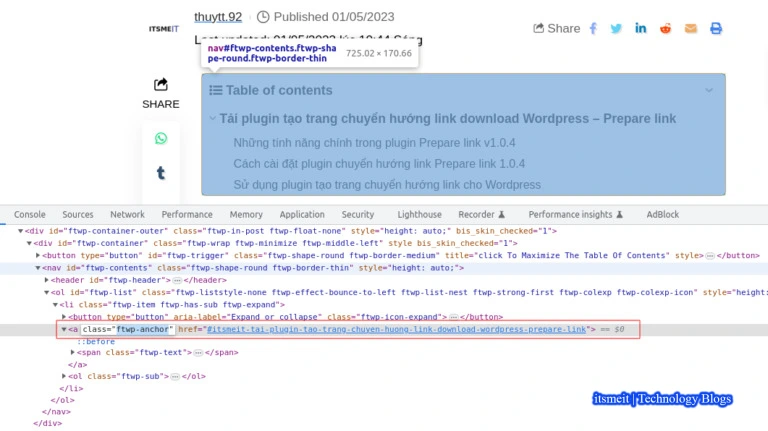 ITSMEIT
thuytt.92 · Published 01/05/2023
Share
Last updated: 01/05/2023 lúc 10:44 Sáng
nav#ftwp-contents.ftwp-sha
pe-round.ftwp-border-thin 725.02 × 170.66
SHARE
Table of contents
Tải plugin tạo trang chuyển hướng link download Wordpress – Prepare link
Những tính năng chính trong plugin Prepare link v1.0.4
Cách cài đặt plugin chuyển hướng link Prepare link 1.0.4
Sử dụng plugin tạo trang chuyển hướng link cho Wordpress
Console Sources Network Performance Memory Application Security Lighthouse Recorder Performance insights AdBlock
<div id="ftwp-container-outer" class="ftwp-in-post ftwp-float-none" style="height: auto;" bis_skin_checked="1">
<div id="ftwp-container" class="ftwp-wrap ftwp-minimize ftwp-middle-left" style bis_skin_checked="1">
<button type="button" id="ftwp-trigger" class="ftwp-shape-round ftwp-border-medium" title="click To Maximize The Table Of Contents" style>…</button>
<nav id="ftwp-contents" class="ftwp-shape-round ftwp-border-thin" style="height: auto;">
<header id="ftwp-header">…</header>
<ol id="ftwp-list" class="ftwp-liststyle-none ftwp-effect-bounce-to-left ftwp-list-nest ftwp-strong-first ftwp-colexp ftwp-colexp-icon" style="height:
<li class="ftwp-item ftwp-has-sub ftwp-expand">
<button type="button" aria-label="Expand or collapse" class="ftwp-icon-expand">…</button>
<a class="ftwp-anchor" href="#itsmeit-tai-plugin-tao-trang-chuyen-huong-link-download-wordpress-prepare-link"> == $0
::before
<span class="ftwp-text">…</span>
</a>
<ol class="ftwp-sub">…</ol>
</li>
</ol>
</nav>
</div>
itsmeit | Technology Blogs